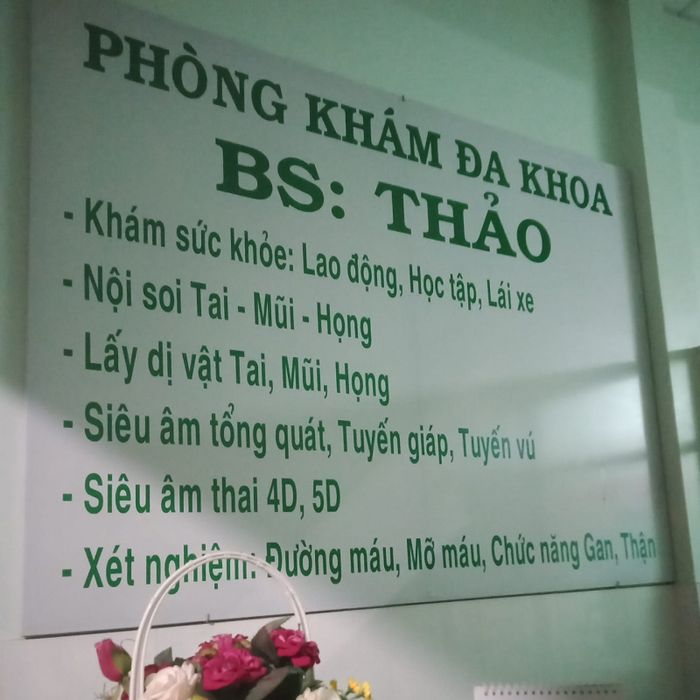 PHÒNG KHÁM ĐA KHOA
BS: THẢO
- Khám sức khỏe: Lao động, Học tập, Lái xe
- Nội soi Tai - Mũi - Họng
- Lấy dị vật Tai, Mũi, Họng
- Siêu âm tổng quát, Tuyến giáp, Tuyến vú
- Siêu âm thai 4D, 5D
- Xét nghiệm: Đường máu, Mỡ máu, Chức năng Gan, Thận